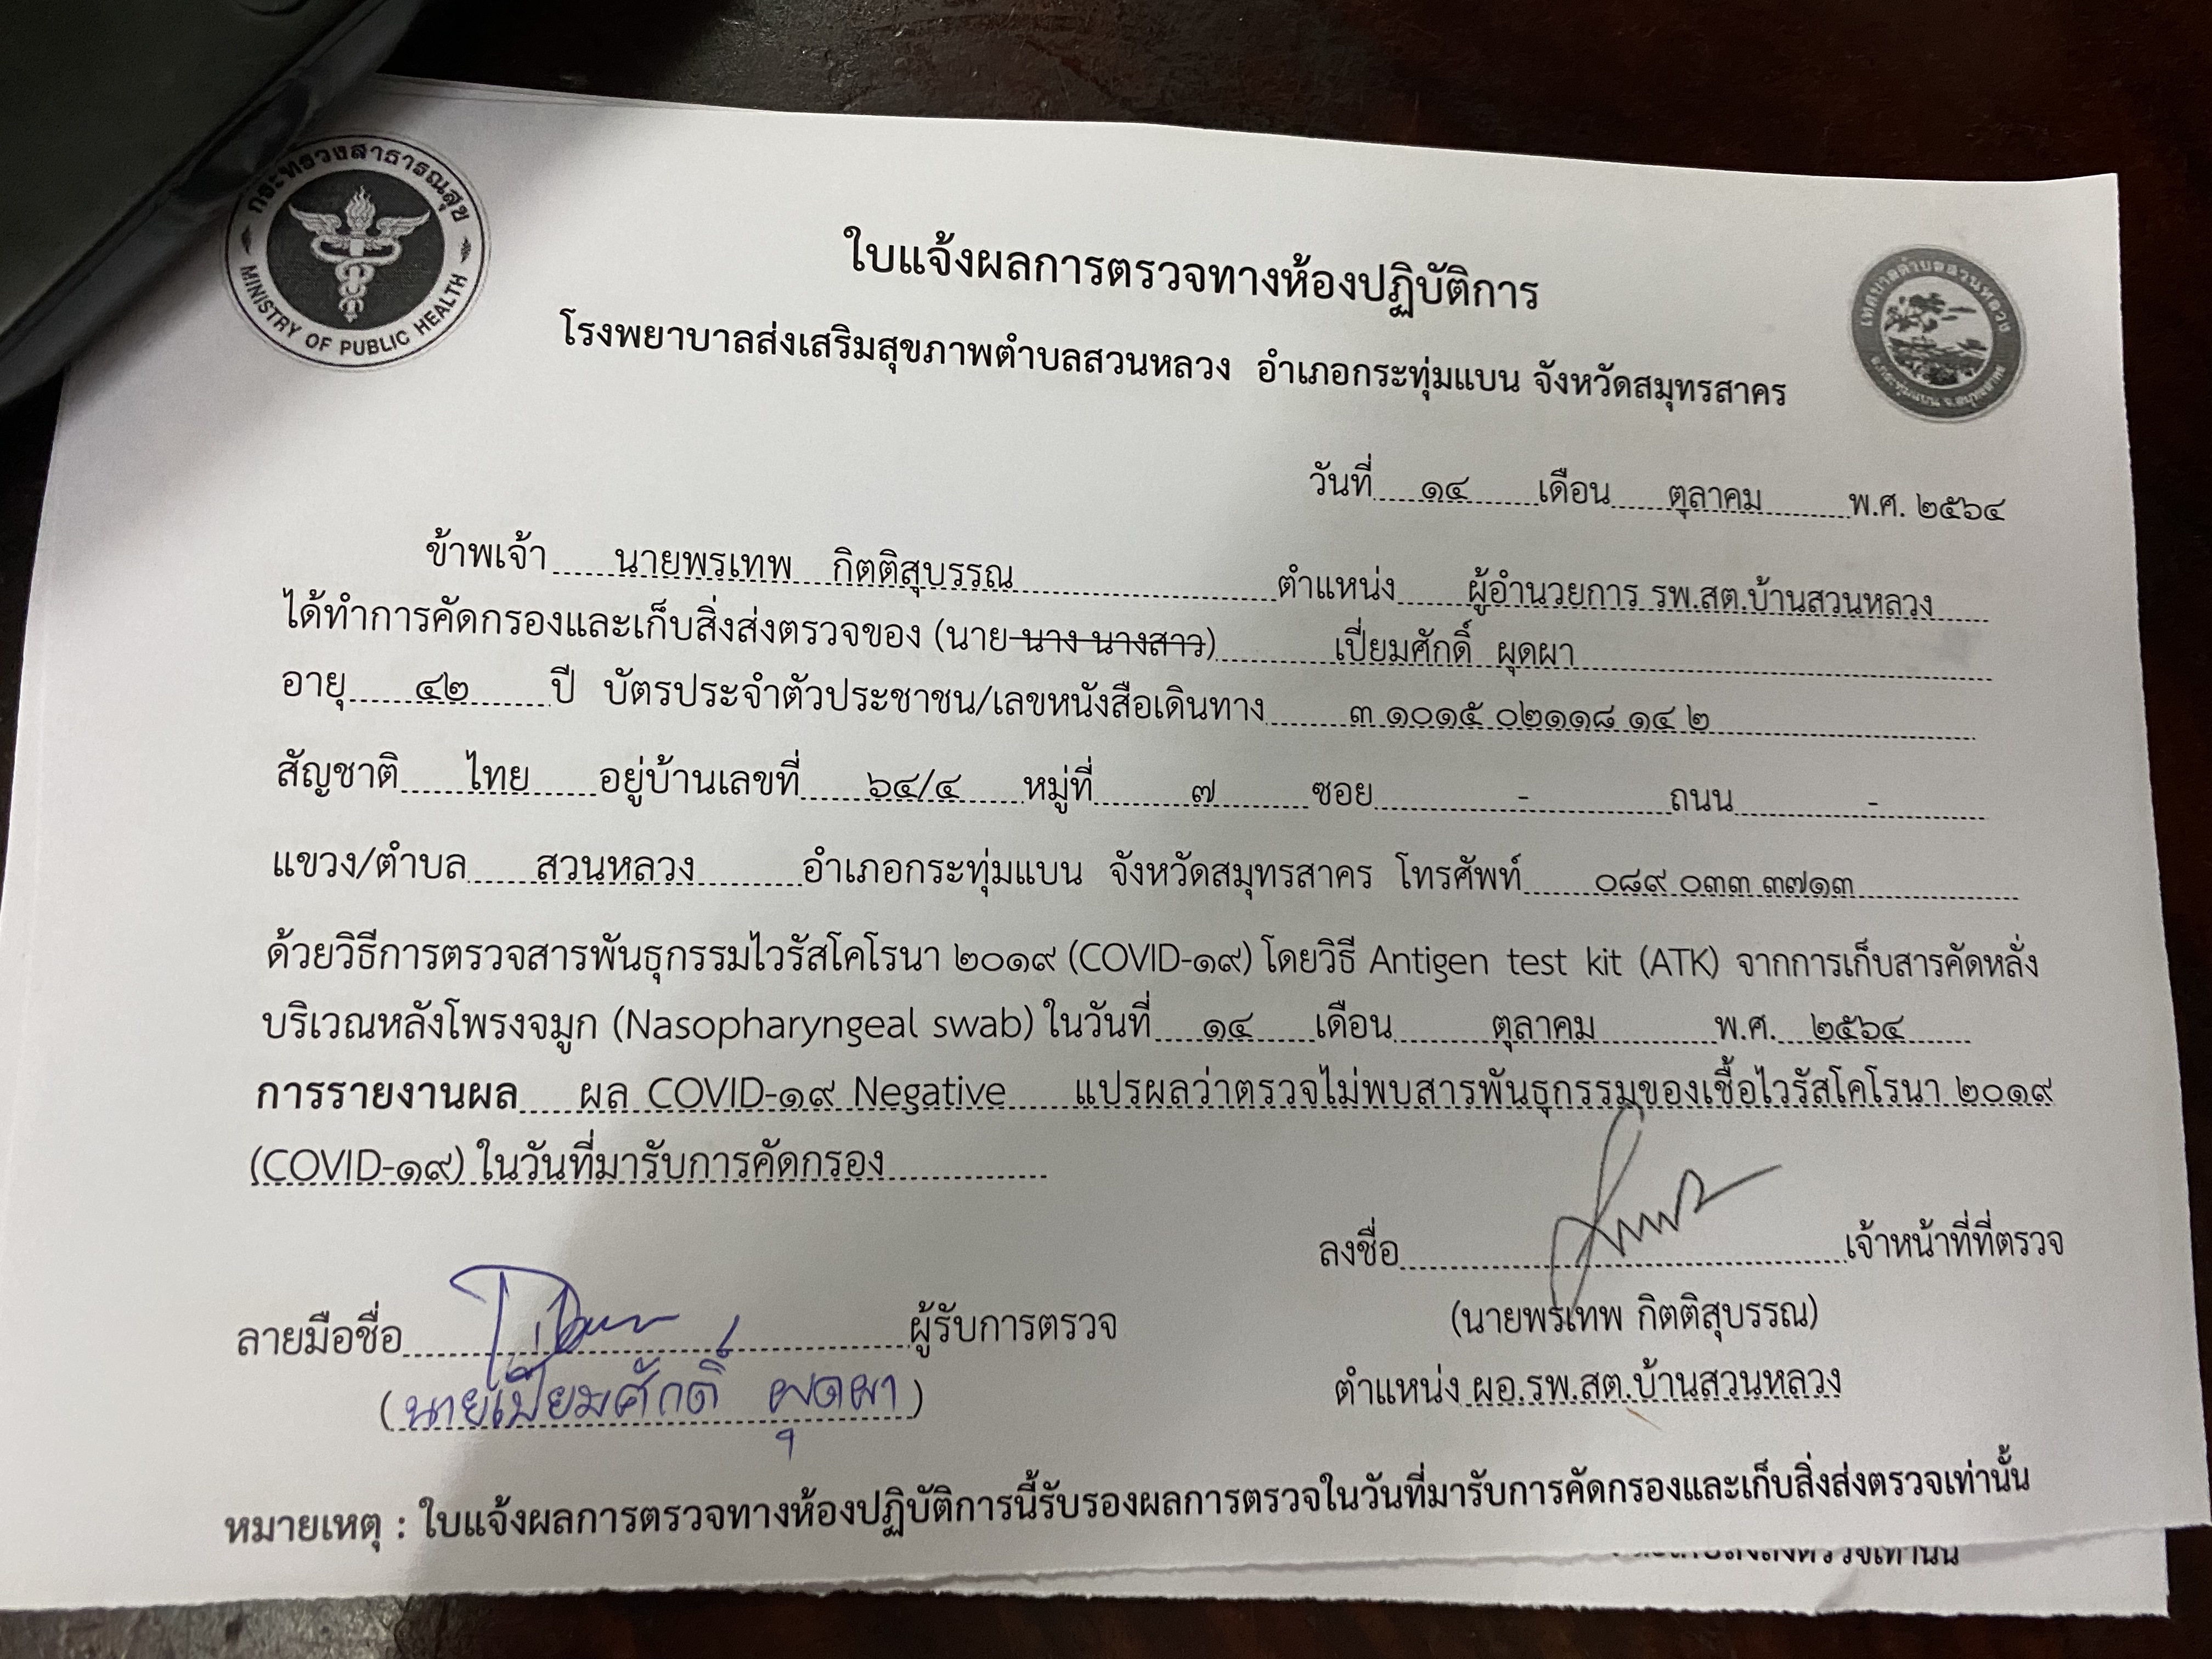 กระทรวงสาธารณสุข
MINISTRY OF PUBLIC HEALTH
ใบแจ้งผลการตรวจทางห้องปฏิบัติการ
โรงพยาบาลส่งเสริมสุขภาพตำบลสวนหลวง อำเภอกระทุ่มแบน จังหวัดสมุทรสาคร
เทศบาลตำบลสวนหลวง
วันที่.....๑๔.....เดือน.....ตุลาคม.....พ.ศ. ๒๕๖๔
ข้าพเจ้า.....นายพรเทพ กิตติสุบรรณ.....ตำแหน่ง.....ผู้อำนวยการ รพ.สต.บ้านสวนหลวง.....
ได้ทำการคัดกรองและเก็บสิ่งส่งตรวจของ (นาย นาง นางสาว).....เปี่ยมศักดิ์ ผุดผา.....
อายุ.....๔๒.....ปี บัตรประจำตัวประชาชน/เลขหนังสือเดินทาง.....๓ ๑๐๑๕ ๐๒๑๑๘ ๑๔ ๒.....
สัญชาติ.....ไทย.....อยู่บ้านเลขที่.....๖๔/๔.....หมู่ที่.....๗.....ซอย.....-.....ถนน.....-.....
แขวง/ตำบล.....สวนหลวง.....อำเภอกระทุ่มแบน จังหวัดสมุทรสาคร โทรศัพท์.....๐๘๙ ๐๓๓ ๓๗๑๓.....
ด้วยวิธีการตรวจสารพันธุกรรมไวรัสโคโรนา ๒๐๑๙ (COVID-๑๙) โดยวิธี Antigen test kit (ATK) จากการเก็บสารคัดหลั่ง
บริเวณหลังโพรงจมูก (Nasopharyngeal swab) ในวันที่.....๑๔.....เดือน.....ตุลาคม.....พ.ศ.....๒๕๖๔.....
การรายงานผล.....ผล COVID-๑๙ Negative.....แปรผลว่าตรวจไม่พบสารพันธุกรรมของเชื้อไวรัสโคโรนา ๒๐๑๙
(COVID-๑๙) ในวันที่มารับการคัดกรอง.....
ลายมือชื่อ.....ผู้รับการตรวจ
(นายเปี่ยมศักดิ์ ผุดผา)
ลงชื่อ.....เจ้าหน้าที่ที่ตรวจ
(นายพรเทพ กิตติสุบรรณ)
ตำแหน่ง ผอ.รพ.สต.บ้านสวนหลวง
หมายเหตุ : ใบแจ้งผลการตรวจทางห้องปฏิบัติการนี้รับรองผลการตรวจในวันที่มารับการคัดกรองและเก็บสิ่งส่งตรวจเท่านั้น